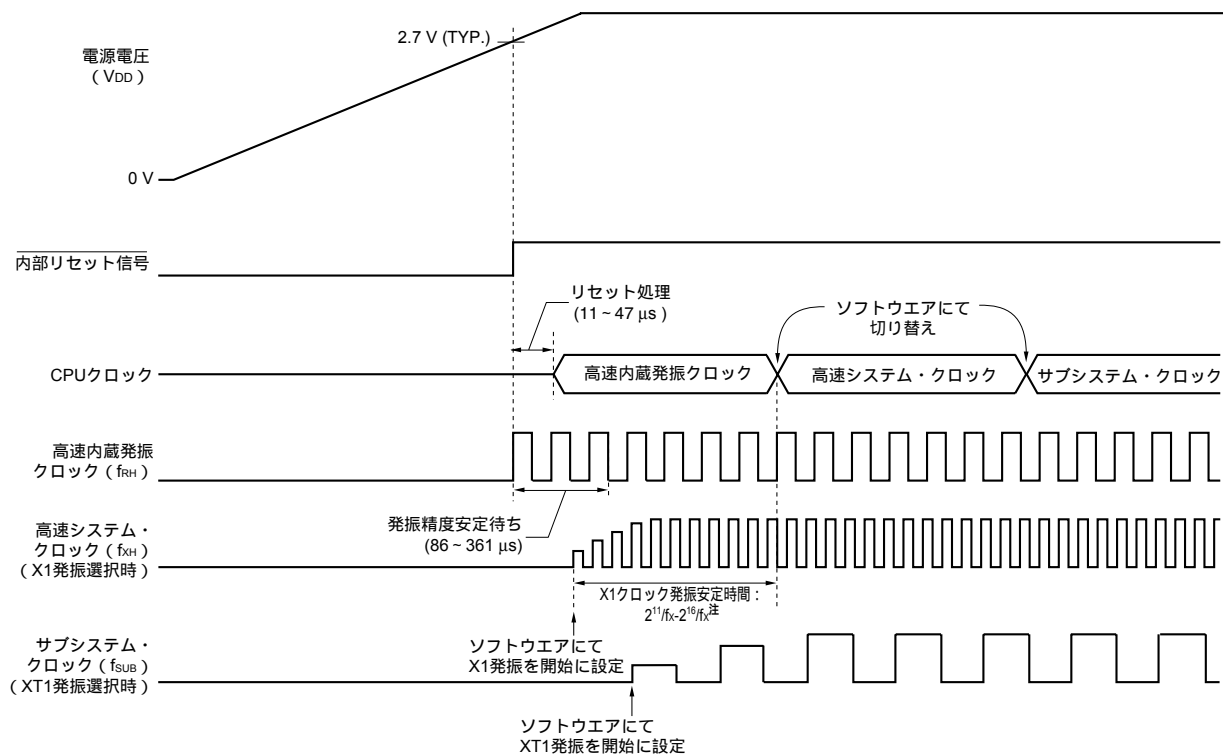 2.7 V (TYP.)
電源電圧
（VDD）
0 V
内部リセット信号
リセット処理
(11 ~ 47 μs )
ソフトウエアにて
切り替え
CPUクロック
高速内蔵発振クロック
高速システム・クロック
サブシステム・クロック
高速内蔵発振
クロック（fRH）
発振精度安定待ち
(86 ~ 361 μs)
高速システム・
クロック（fXH）
（X1発振選択時）
X1クロック発振安定時間：
2¹¹/fX-2¹⁶/fX注
ソフトウエアにて
X1発振を開始に設定
サブシステム・
クロック（fSUB）
（XT1発振選択時）
ソフトウエアにて
XT1発振を開始に設定